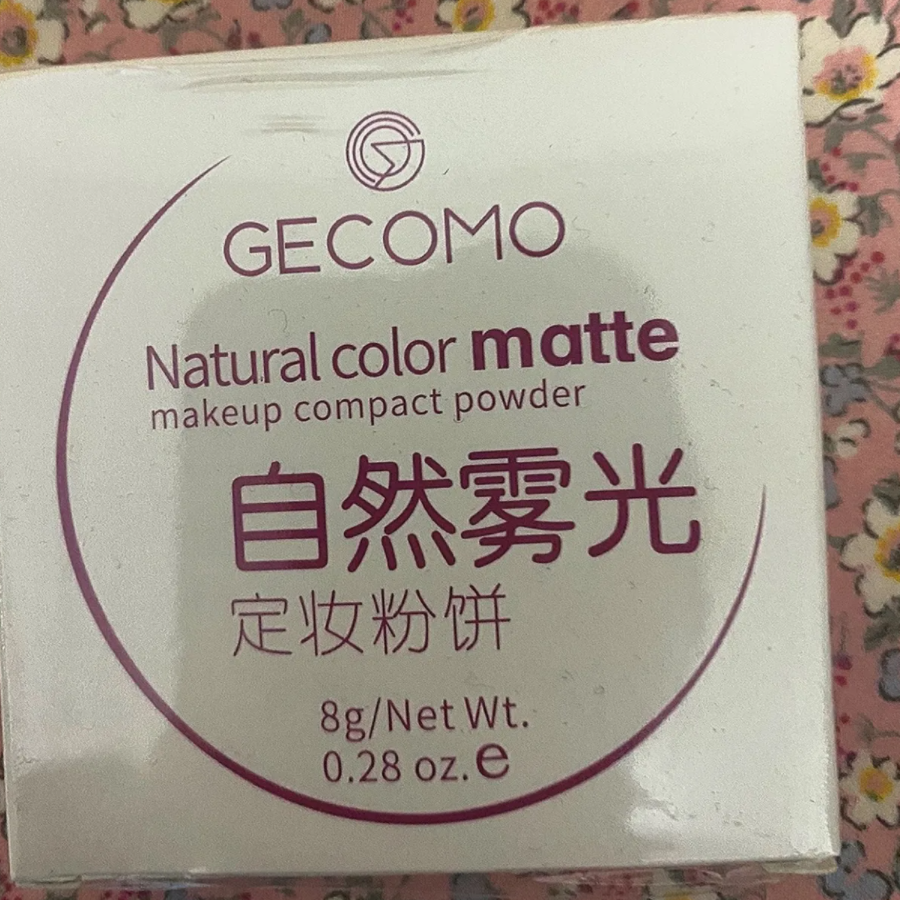 GECOMO
Natural color matte
makeup compact powder
自然雾光
定妆粉饼
8g/Net Wt.
0.28 oz.e